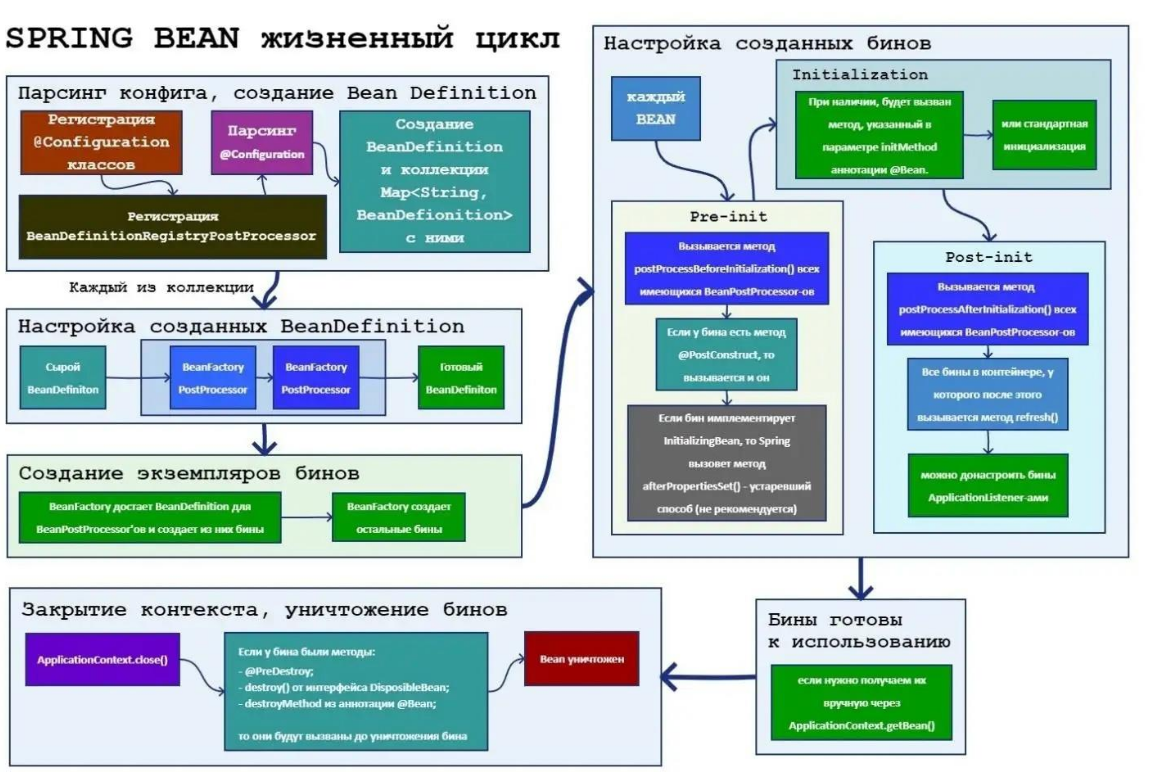 SPRING BEAN жизненный цикл
Парсинг конфига, создание Bean Definition
Регистрация
@Configuration
классов
Парсинг
@Configuration
Создание
BeanDefinition
и коллекции
Map<String,
BeanDefionition>
с ними
Регистрация
BeanDefinitionRegistryPostProcessor
Каждый из коллекции
Настройка созданных BeanDefinition
Сырой
BeanDefiniton
BeanFactory
PostProcessor
BeanFactory
PostProcessor
Готовый
BeanDefiniton
Создание экземпляров бинов
BeanFactory достает BeanDefinition для
BeanPostProcessor'ов и создает из них бины
BeanFactory создает
остальные бины
Настройка созданных бинов
каждый
BEAN
Initialization
При наличии, будет вызван
метод, указанный в
параметре initMethod
аннотации @Bean.
или стандартная
инициализация
Pre-init
Вызывается метод
postProcessBeforeInitialization() всех
имеющихся BeanPostProcessor-ов
Если у бина есть метод
@PostConstruct, то
вызывается и он
Если бин имплементирует
InitializingBean, то Spring
вызовет метод
afterPropertiesSet() - устаревший
способ (не рекомендуется)
Post-init
Вызывается метод
postProcessAfterInitialization() всех
имеющихся BeanPostProcessor-ов
Все бины в контейнере, у
которого после этого
вызывается метод refresh()
можно донастроить бины
ApplicationListener-ами
Бины готовы
к использованию
если нужно получаем их
вручную через
ApplicationContext.getBean()
Закрытие контекста, уничтожение бинов
ApplicationContext.close()
Если у бина были методы:
- @PreDestroy;
- destroy() от интерфейса DisposibleBean;
- destroyMethod из аннотации @Bean;
то они будут вызваны до уничтожения бина
Bean уничтожен